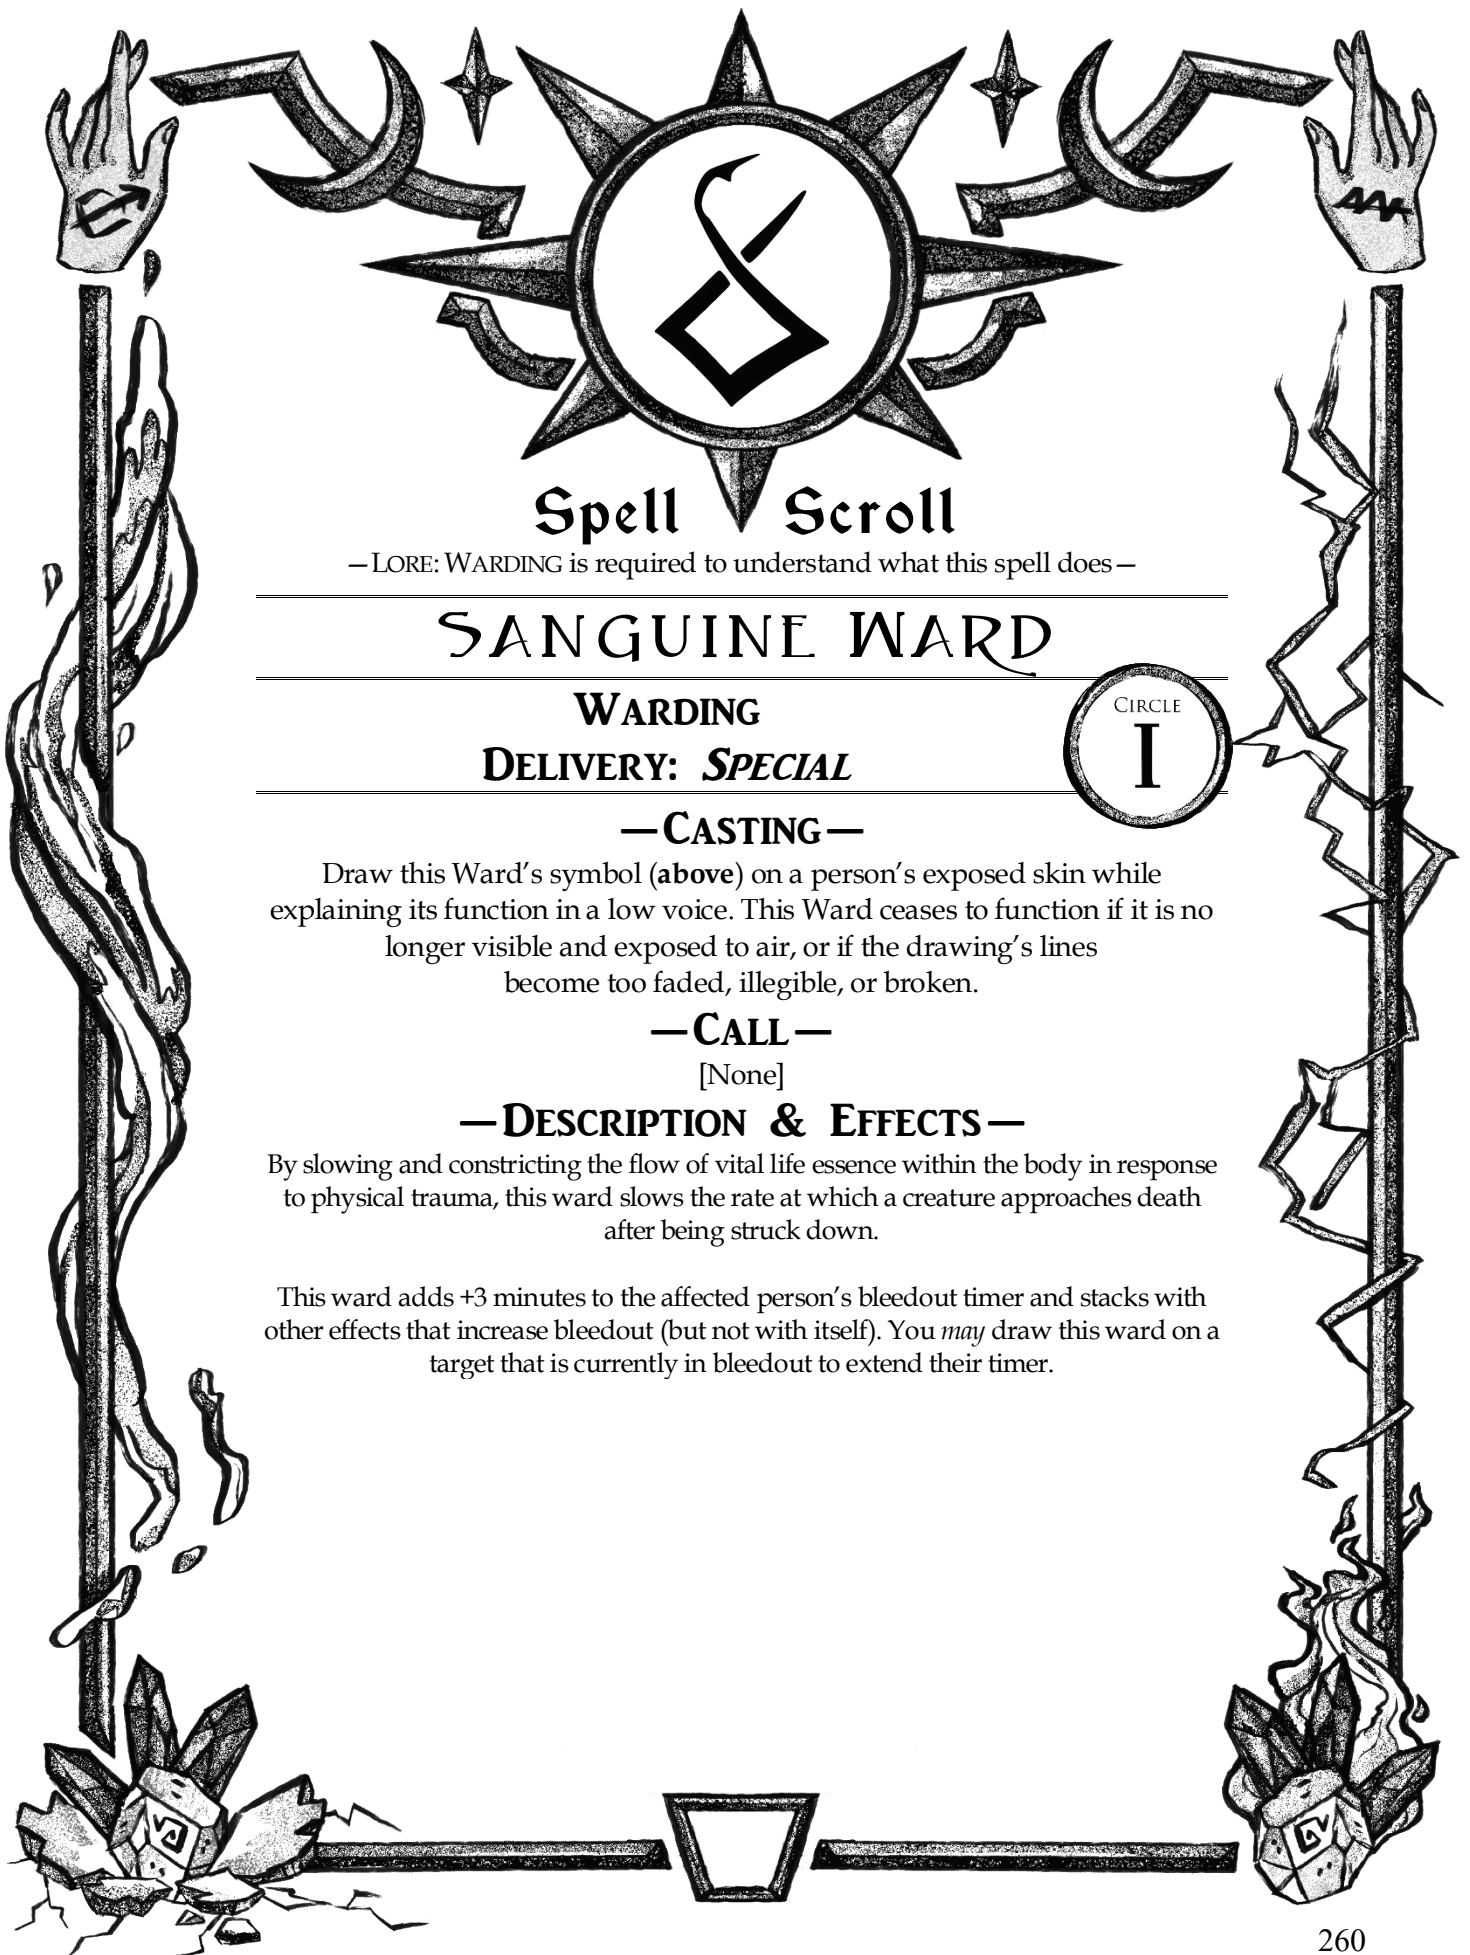 Spell Scroll
—LORE: WARDING is required to understand what this spell does—
SANGUINE WARD
WARDING
DELIVERY: SPECIAL
CIRCLE
I
—CASTING—
Draw this Ward’s symbol (above) on a person’s exposed skin while
explaining its function in a low voice. This Ward ceases to function if it is no
longer visible and exposed to air, or if the drawing’s lines
become too faded, illegible, or broken.
—CALL—
[None]
—DESCRIPTION & EFFECTS—
By slowing and constricting the flow of vital life essence within the body in response
to physical trauma, this ward slows the rate at which a creature approaches death
after being struck down.
This ward adds +3 minutes to the affected person’s bleedout timer and stacks with
other effects that increase bleedout (but not with itself). You may draw this ward on a
target that is currently in bleedout to extend their timer.
260